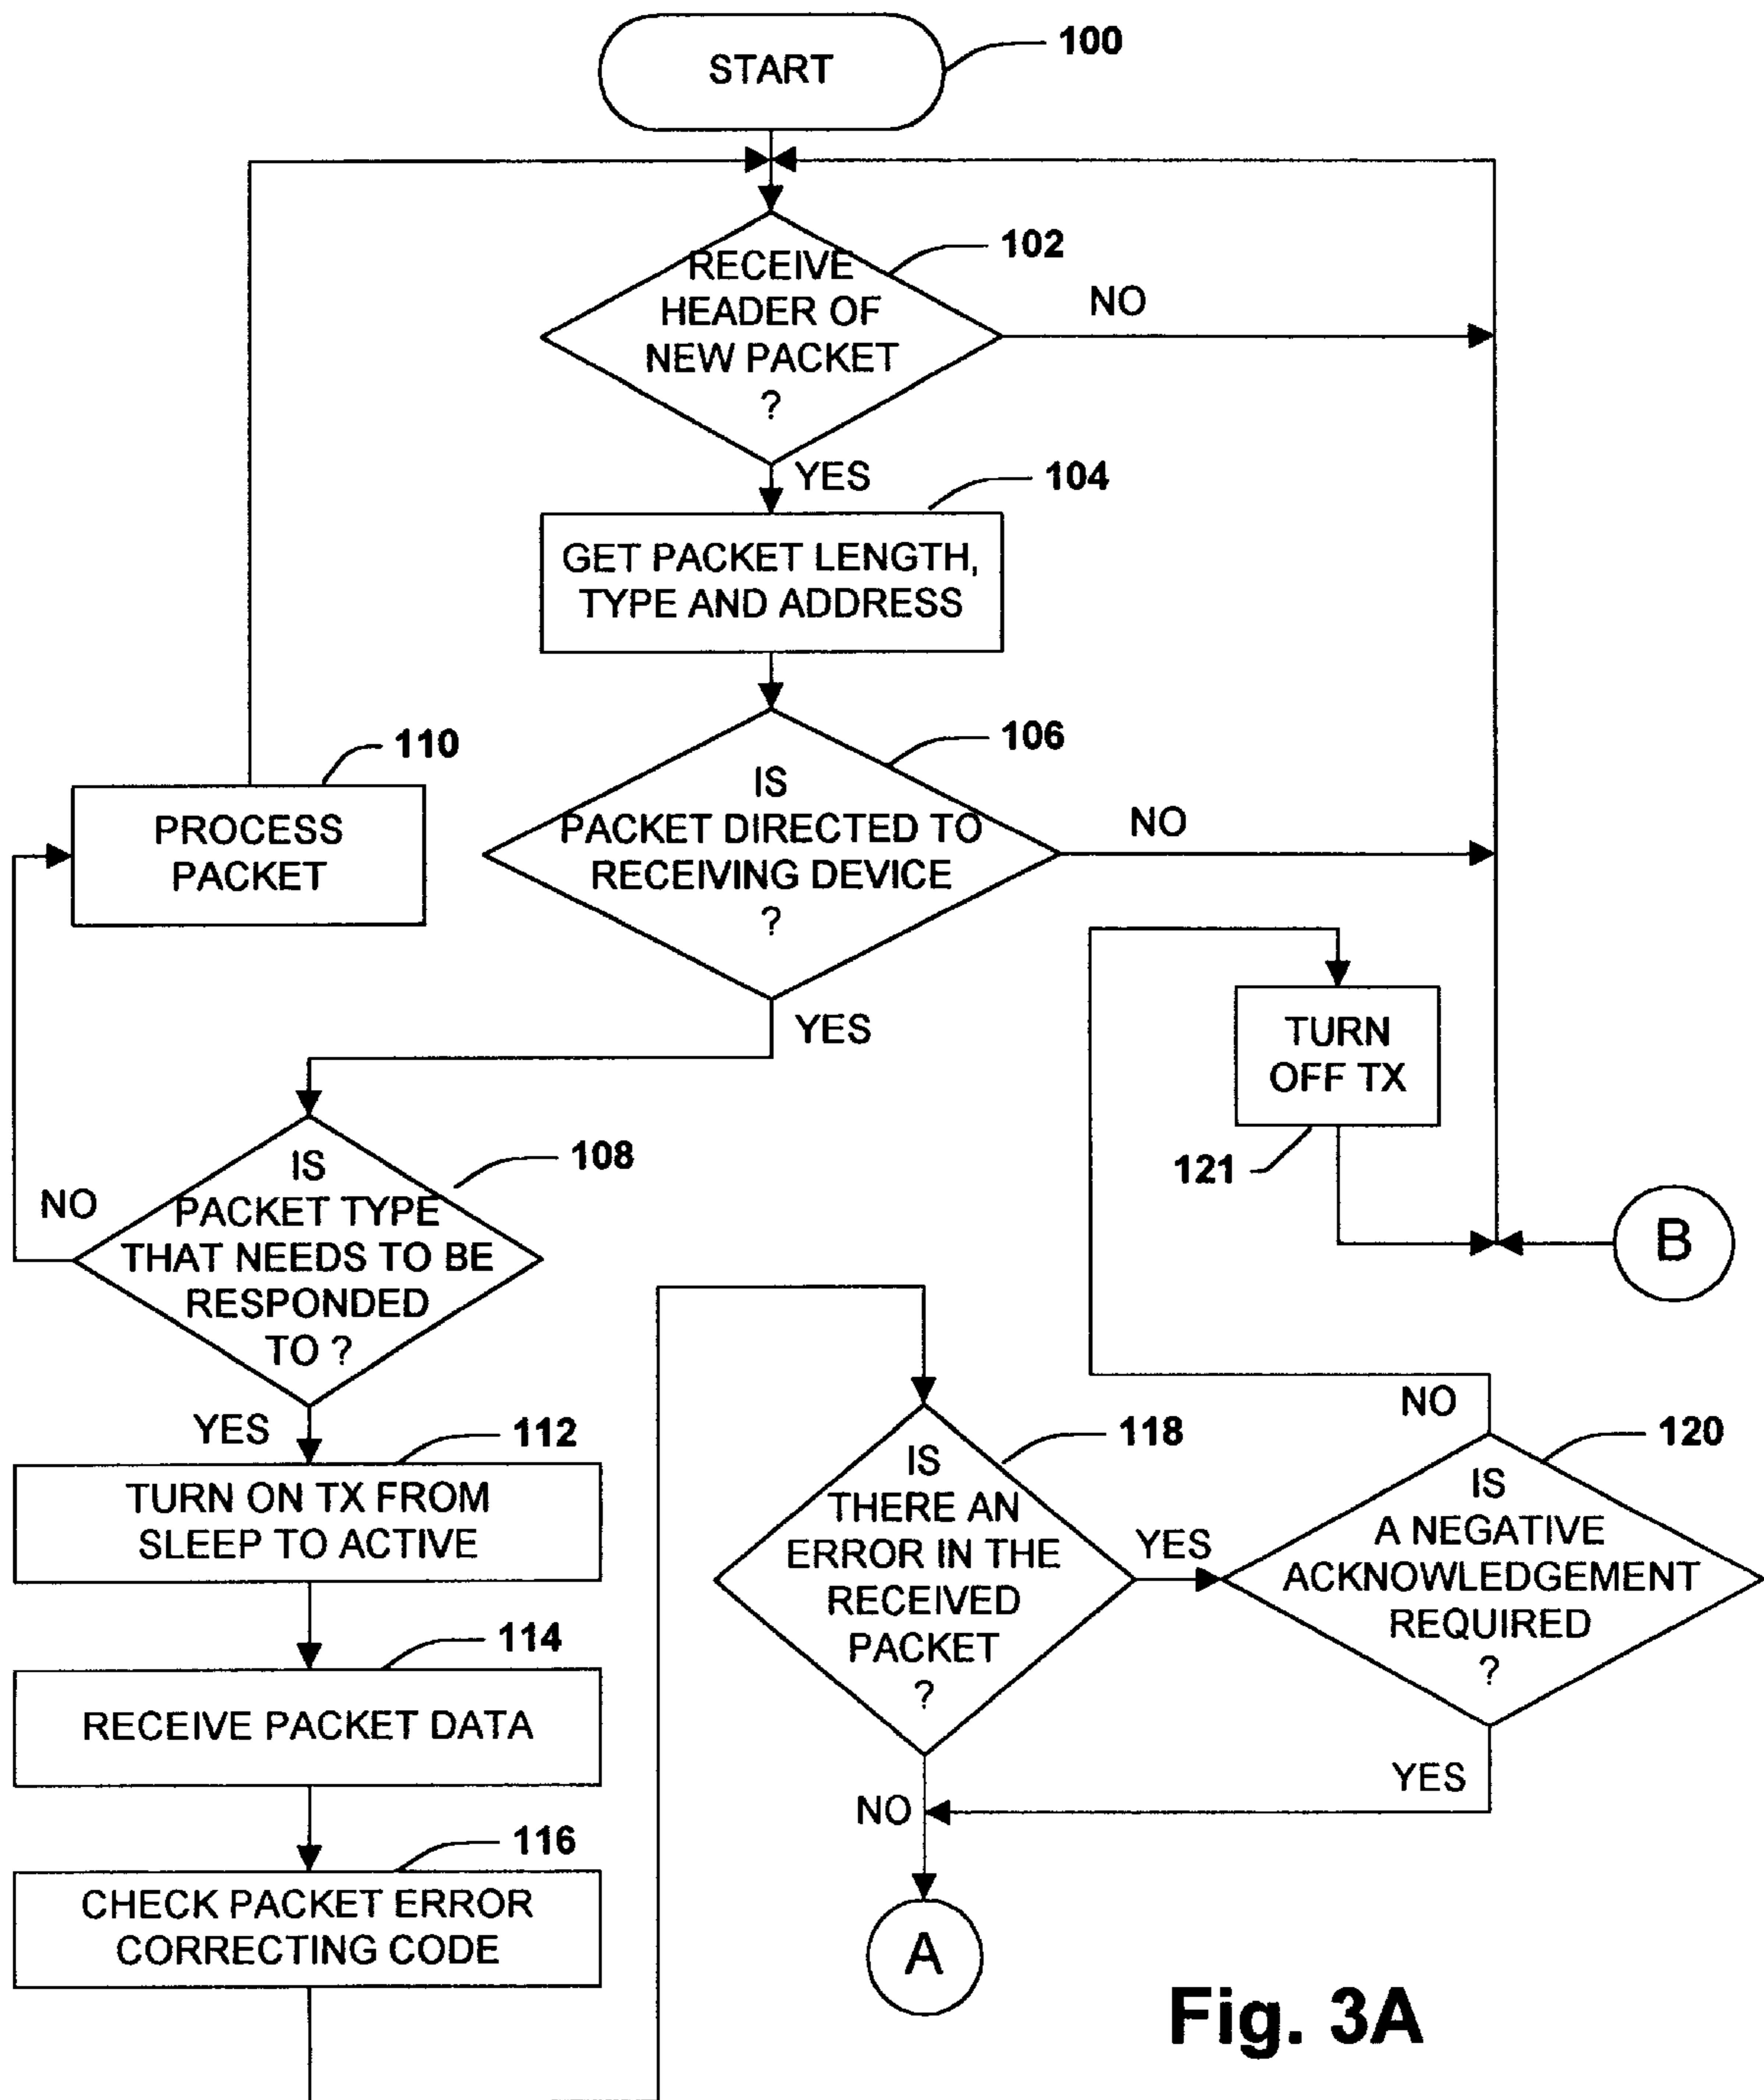 START
100
RECEIVE
HEADER OF
NEW PACKET
?
102
NO
YES
104
GET PACKET LENGTH,
TYPE AND ADDRESS
106
IS
PACKET DIRECTED TO
RECEIVING DEVICE
?
NO
YES
110
PROCESS
PACKET
TURN
OFF TX
121
B
108
IS
PACKET TYPE
THAT NEEDS TO BE
RESPONDED
TO ?
NO
YES
112
TURN ON TX FROM
SLEEP TO ACTIVE
114
RECEIVE PACKET DATA
116
CHECK PACKET ERROR
CORRECTING CODE
118
IS
THERE AN
ERROR IN THE
RECEIVED
PACKET
?
YES
NO
120
IS
A NEGATIVE
ACKNOWLEDGEMENT
REQUIRED
?
NO
YES
A
Fig. 3A